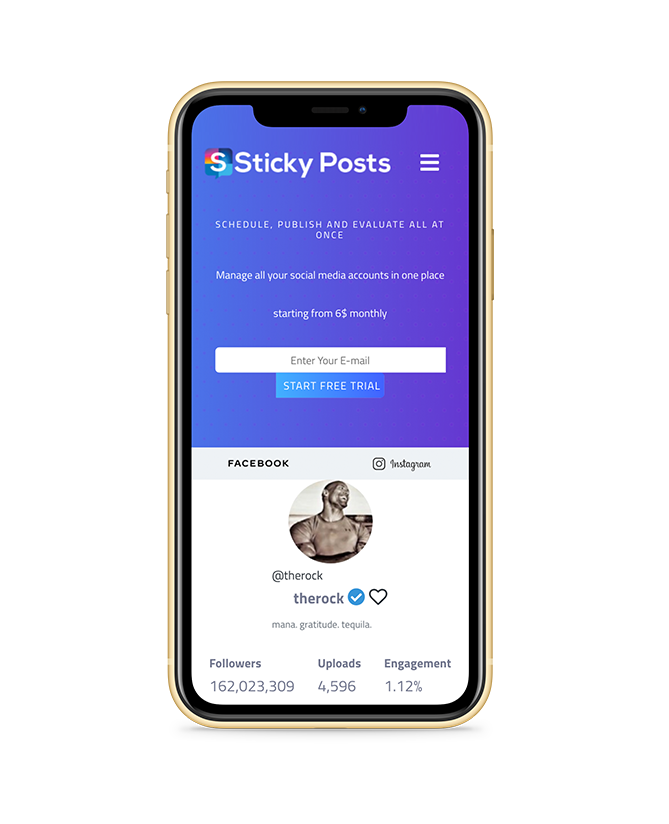 S Sticky Posts
SCHEDULE, PUBLISH AND EVALUATE ALL AT
ONCE
Manage all your social media accounts in one place
starting from 6$ monthly
Enter Your E-mail
START FREE TRIAL
FACEBOOK
Instagram
@therock
therock
mana. gratitude. tequila.
Followers Uploads Engagement
162,023,309 4,596 1.12%